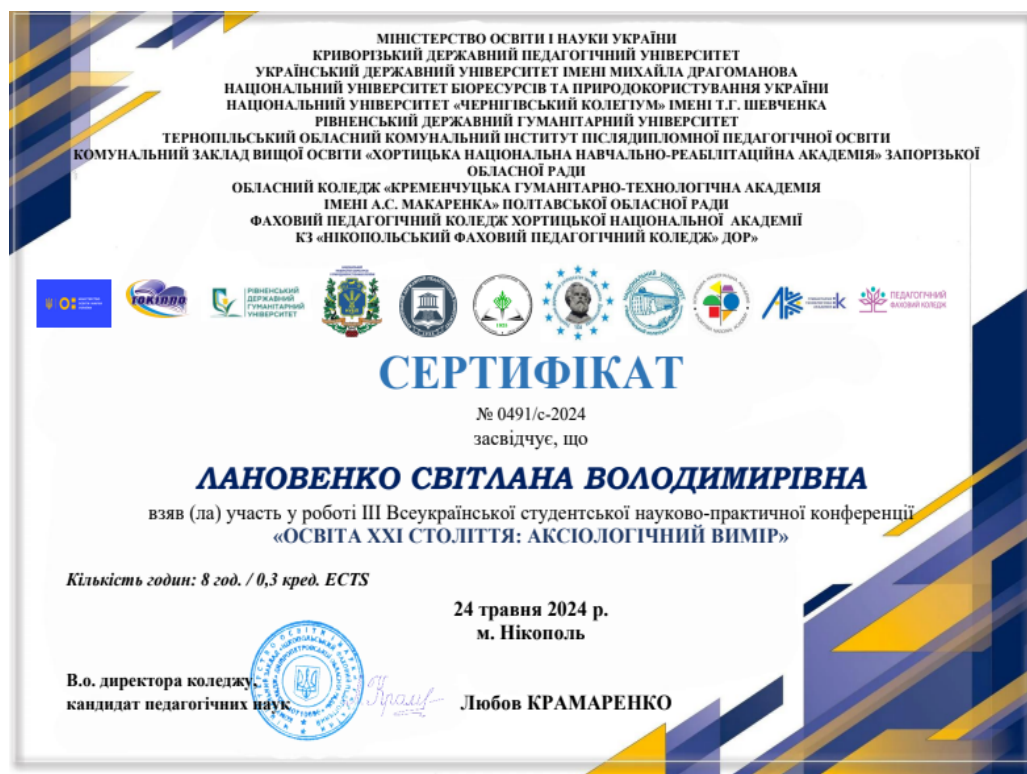 МІНІСТЕРСТВО ОСВІТИ І НАУКИ УКРАЇНИ
КРИВОРІЗЬКИЙ ДЕРЖАВНИЙ ПЕДАГОГІЧНИЙ УНІВЕРСИТЕТ
УКРАЇНСЬКИЙ ДЕРЖАВНИЙ УНІВЕРСИТЕТ ІМЕНІ МИХАЙЛА ДРАГОМАНОВА
НАЦІОНАЛЬНИЙ УНІВЕРСИТЕТ БІОРЕСУРСІВ ТА ПРИРОДОКОРИСТУВАННЯ УКРАЇНИ
НАЦІОНАЛЬНИЙ УНІВЕРСИТЕТ «ЧЕРНІГІВСЬКИЙ КОЛЕГІУМ» ІМЕНІ Т.Г. ШЕВЧЕНКА
РІВНЕНСЬКИЙ ДЕРЖАВНИЙ ГУМАНІТАРНИЙ УНІВЕРСИТЕТ
ТЕРНОПІЛЬСЬКИЙ ОБЛАСНИЙ КОМУНАЛЬНИЙ ІНСТИТУТ ПІСЛЯДИПЛОМНОЇ ПЕДАГОГІЧНОЇ ОСВІТИ
КОМУНАЛЬНИЙ ЗАКЛАД ВИЩОЇ ОСВІТИ «ХОРТИЦЬКА НАЦІОНАЛЬНА НАВЧАЛЬНО-РЕАБІЛІТАЦІЙНА АКАДЕМІЯ» ЗАПОРІЗЬКОЇ
ОБЛАСНОЇ РАДИ
ОБЛАСНИЙ КОЛЕДЖ «КРЕМЕНЧУЦЬКА ГУМАНІТАРНО-ТЕХНОЛОГІЧНА АКАДЕМІЯ
ІМЕНІ А.С. МАКАРЕНКА» ПОЛТАВСЬКОЇ ОБЛАСНОЇ РАДИ
ФАХОВИЙ ПЕДАГОГІЧНИЙ КОЛЕДЖ ХОРТИЦЬКОЇ НАЦІОНАЛЬНОЇ АКАДЕМІЇ
КЗ «НІКОПОЛЬСЬКИЙ ФАХОВИЙ ПЕДАГОГІЧНИЙ КОЛЕДЖ» ДОР»
ТОКІППО
РІВНЕНСЬКИЙ
ДЕРЖАВНИЙ
ГУМАНІТАРНИЙ
УНІВЕРСИТЕТ
ПЕДАГОГІЧНИЙ
ФАХОВИЙ КОЛЕДЖ
СЕРТИФІКАТ
№ 0491/с-2024
засвідчує, що
ЛАНОВЕНКО СВІТЛАНА ВОЛОДИМИРІВНА
взяв (ла) участь у роботі ІІІ Всеукраїнської студентської науково-практичної конференції
«ОСВІТА ХХІ СТОЛІТТЯ: АКСІОЛОГІЧНИЙ ВИМІР»
Кількість годин: 8 год. / 0,3 кред. ECTS
24 травня 2024 р.
м. Нікополь
В.о. директора коледжу,
кандидат педагогічних наук
Любов КРАМАРЕНКО